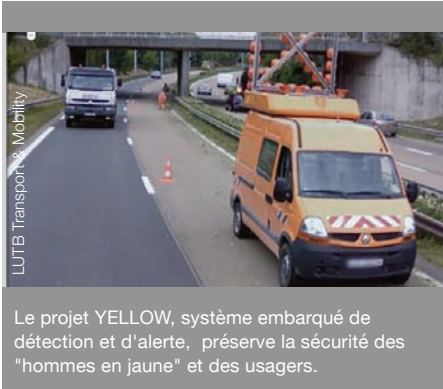 LUTB Transport & Mobility
Le projet YELLOW, système embarqué de
détection et d'alerte, préserve la sécurité des
"hommes en jaune" et des usagers.